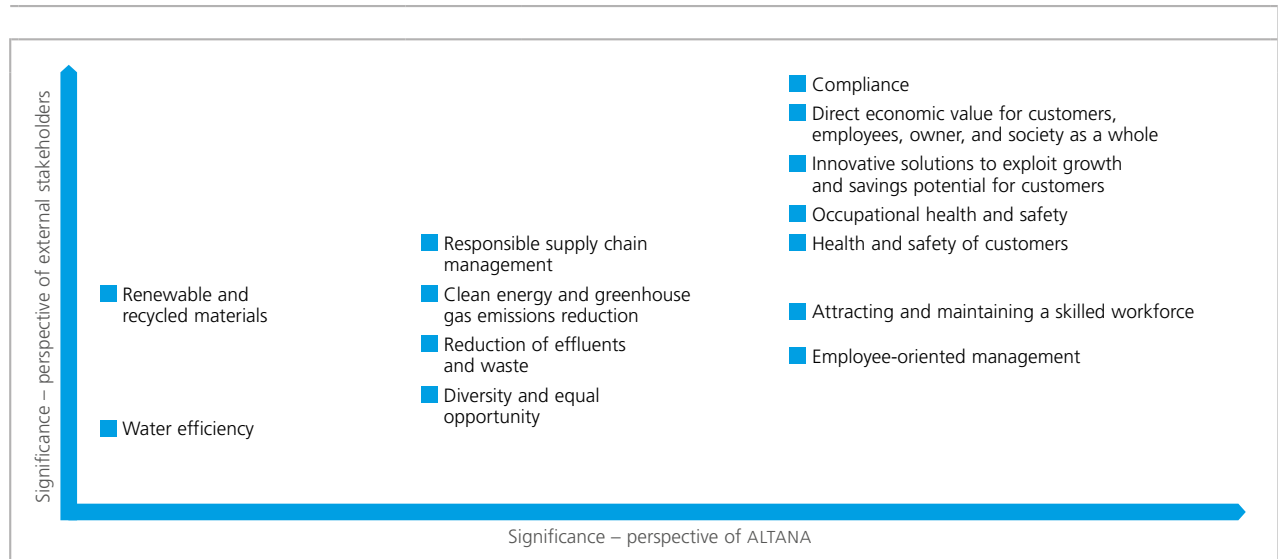 Significance – perspective of external stakeholders
Compliance
Direct economic value for customers,
employees, owner, and society as a whole
Innovative solutions to exploit growth
and savings potential for customers
Occupational health and safety
Responsible supply chain
management
Health and safety of customers
Renewable and
recycled materials
Clean energy and greenhouse
gas emissions reduction
Attracting and maintaining a skilled workforce
Reduction of effluents
and waste
Employee-oriented management
Diversity and equal
opportunity
Water efficiency
Significance – perspective of ALTANA